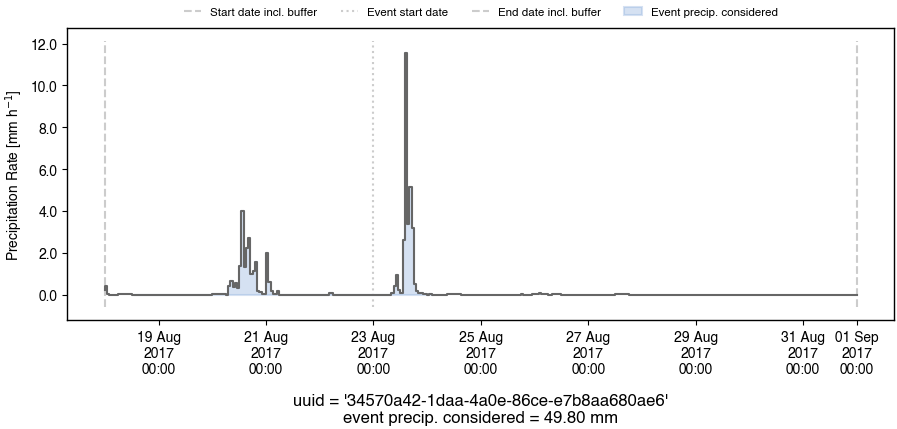 Start date incl. buffer
Event start date
End date incl. buffer
Event precip. considered
Precipitation Rate [mm h⁻¹]
12.0
10.0
8.0
6.0
4.0
2.0
0.0
19 Aug
2017
00:00
21 Aug
2017
00:00
23 Aug
2017
00:00
25 Aug
2017
00:00
27 Aug
2017
00:00
29 Aug
2017
00:00
31 Aug
2017
00:00
01 Sep
2017
00:00
uuid = '34570a42-1daa-4a0e-86ce-e7b8aa680ae6'
event precip. considered = 49.80 mm